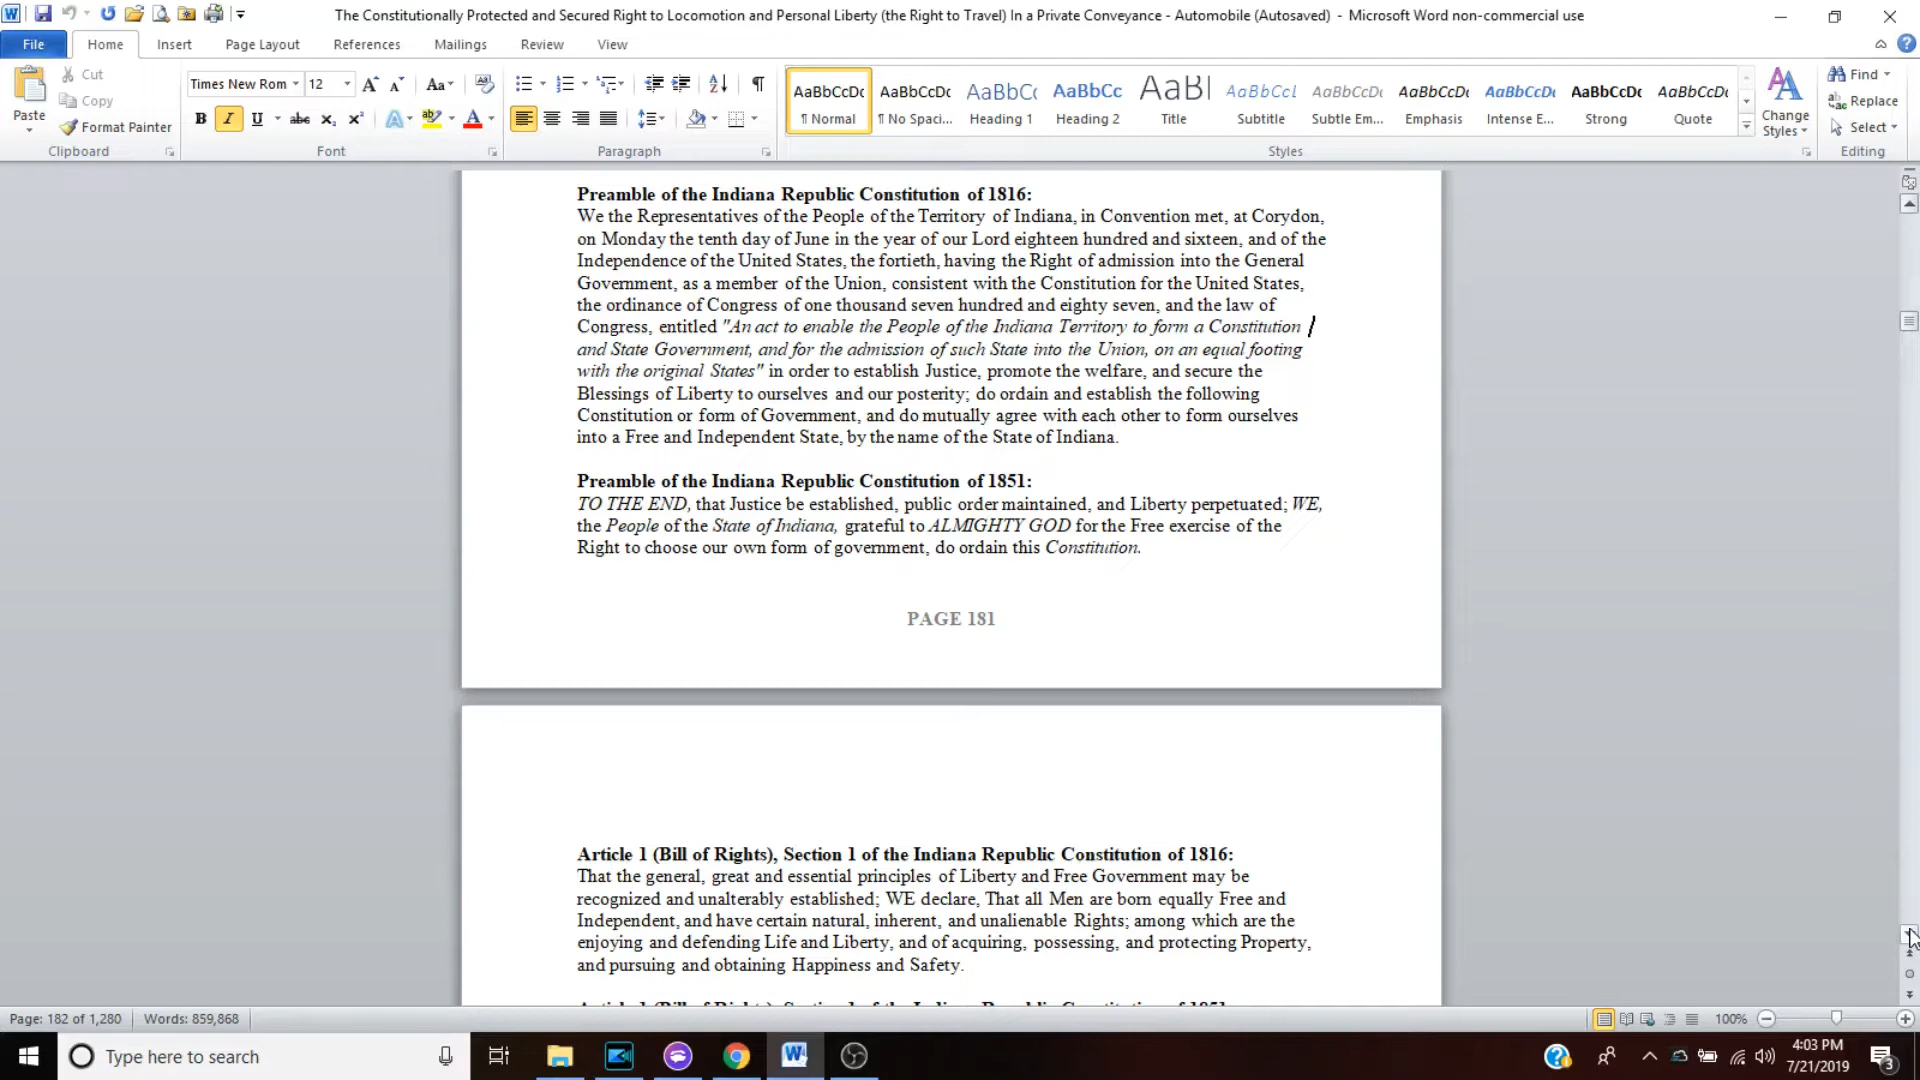 The Constitutionally Protected and Secured Right to Locomotion and Personal Liberty (the Right to Travel) In a Private Conveyance - Automobile (Autosaved) - Microsoft Word non-commercial use
File Home Insert Page Layout References Mailings Review View
Cut
Copy
Format Painter
Paste
Clipboard
Times New Rom 12
Font
Paragraph
AaBbCcDc AaBbCcDc AaBbC AaBbCc AaBl AaBbCcl AaBbCcDc AaBbCcDc AaBbCcDc AaBbCcDc AaBbCcDc
¶ Normal ¶ No Spaci... Heading 1 Heading 2 Title Subtitle Subtle Em... Emphasis Intense E... Strong Quote
Styles
Change
Styles
Find
Replace
Select
Editing
Preamble of the Indiana Republic Constitution of 1816:
We the Representatives of the People of the Territory of Indiana, in Convention met, at Corydon,
on Monday the tenth day of June in the year of our Lord eighteen hundred and sixteen, and of the
Independence of the United States, the fortieth, having the Right of admission into the General
Government, as a member of the Union, consistent with the Constitution for the United States,
the ordinance of Congress of one thousand seven hundred and eighty seven, and the law of
Congress, entitled "An act to enable the People of the Indiana Territory to form a Constitution
and State Government, and for the admission of such State into the Union, on an equal footing
with the original States" in order to establish Justice, promote the welfare, and secure the
Blessings of Liberty to ourselves and our posterity; do ordain and establish the following
Constitution or form of Government, and do mutually agree with each other to form ourselves
into a Free and Independent State, by the name of the State of Indiana.
Preamble of the Indiana Republic Constitution of 1851:
TO THE END, that Justice be established, public order maintained, and Liberty perpetuated; WE,
the People of the State of Indiana, grateful to ALMIGHTY GOD for the Free exercise of the
Right to choose our own form of government, do ordain this Constitution.
PAGE 181
Article 1 (Bill of Rights), Section 1 of the Indiana Republic Constitution of 1816:
That the general, great and essential principles of Liberty and Free Government may be
recognized and unalterably established; WE declare, That all Men are born equally Free and
Independent, and have certain natural, inherent, and unalienable Rights; among which are the
enjoying and defending Life and Liberty, and of acquiring, possessing, and protecting Property,
and pursuing and obtaining Happiness and Safety.
Article 1 (Bill of Rights), Section 1 of the Indiana Republic Constitution of 1851:
Page: 182 of 1,280 Words: 859,868
100%
Type here to search
4:03 PM
7/21/2019
3